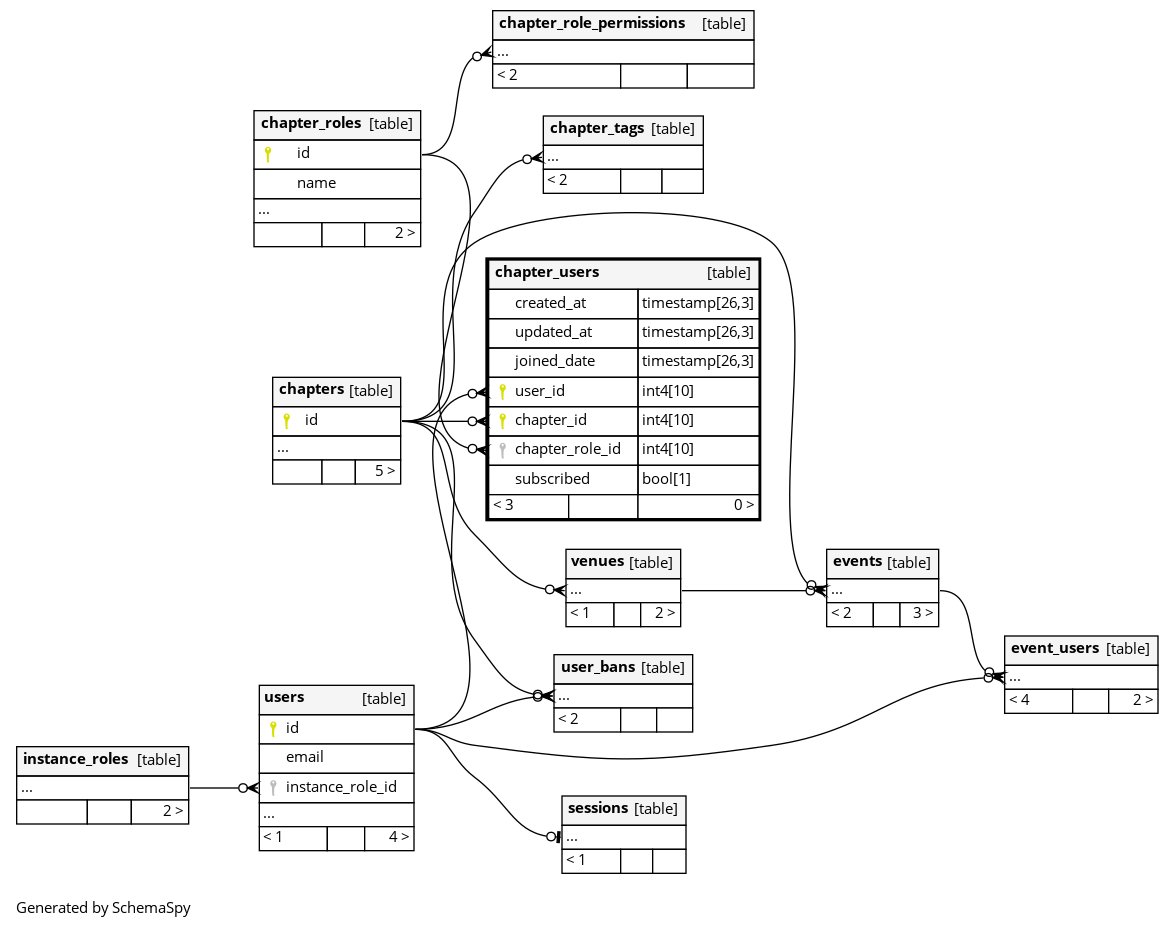 chapter_role_permissions [table]
...
< 2
chapter_roles [table]
id
name
...
2 >
chapter_tags [table]
...
< 2
chapter_users [table]
created_at timestamp[26,3]
updated_at timestamp[26,3]
joined_date timestamp[26,3]
user_id int4[10]
chapter_id int4[10]
chapter_role_id int4[10]
subscribed bool[1]
< 3 0 >
chapters [table]
id
...
5 >
venues [table]
...
< 1 2 >
events [table]
...
< 2 3 >
event_users [table]
...
< 4 2 >
user_bans [table]
...
< 2
users [table]
id
email
instance_role_id
...
< 1 4 >
instance_roles [table]
...
2 >
sessions [table]
...
< 1
Generated by SchemaSpy